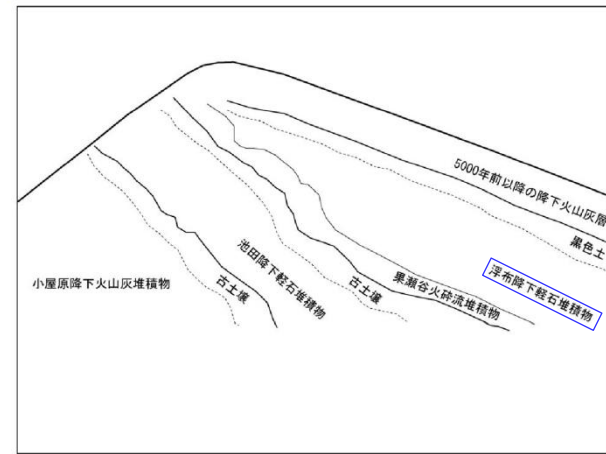 5000年前以降の降下火山灰層
黒色土
浮布降下軽石堆積物
粟瀬谷火砕流堆積物
古土壌
池田降下軽石堆積物
古土壌
小屋原降下火山灰堆積物